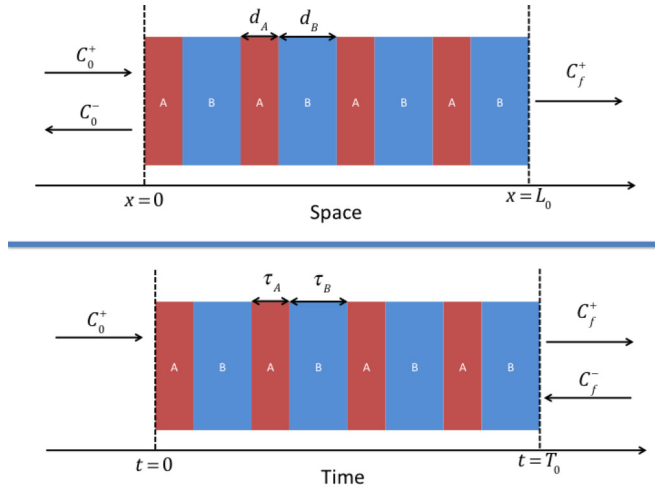 d_A d_B
C_0^+
C_f^+
A B A B A B A B
C_0^-
x = 0 x = L_0
Space
τ_A τ_B
C_0^+
C_f^+
A B A B A B A B
C_f^-
t = 0 t = T_0
Time